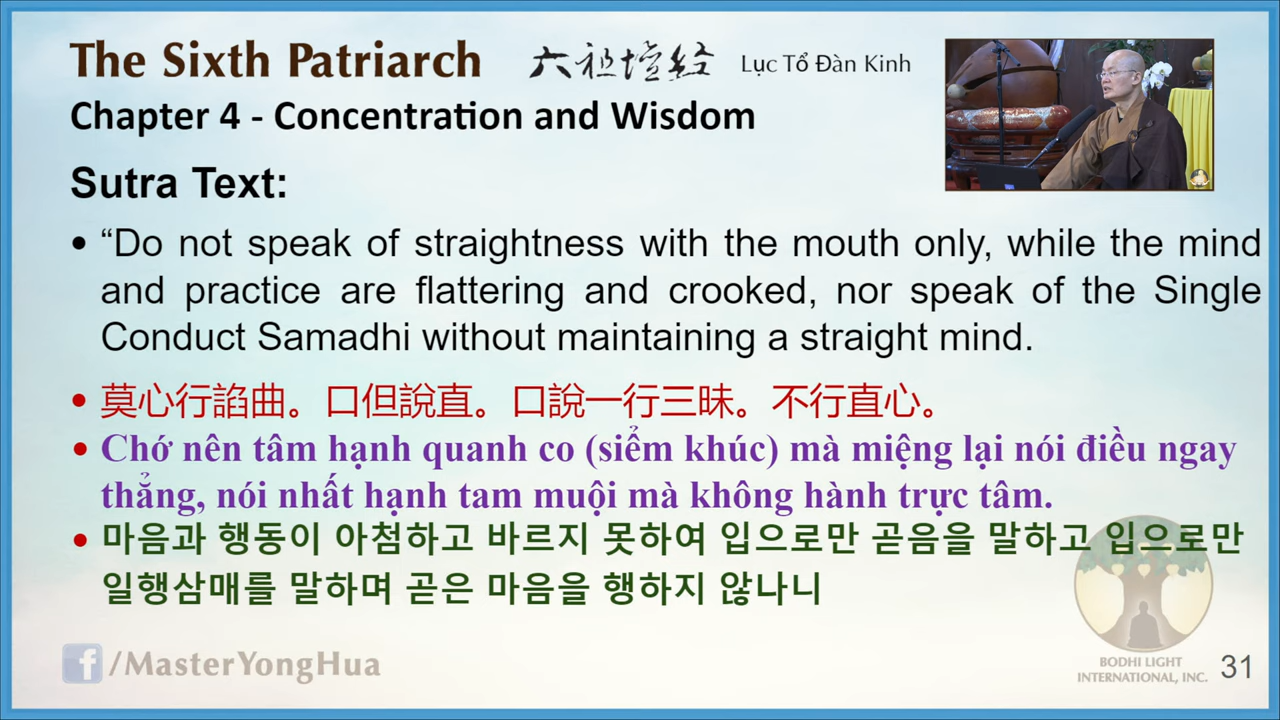 The Sixth Patriarch 六祖壇经 Lục Tổ Đàn Kinh
Chapter 4 - Concentration and Wisdom
Sutra Text:
• “Do not speak of straightness with the mouth only, while the mind
and practice are flattering and crooked, nor speak of the Single
Conduct Samadhi without maintaining a straight mind.
• 莫心行諂曲。口但說直。口說一行三昧。不行直心。
• Chớ nên tâm hạnh quanh co (siểm khúc) mà miệng lại nói điều ngay
thẳng, nói nhất hạnh tam muội mà không hành trực tâm.
• 마음과 행동이 아첨하고 바르지 못하여 입으로만 곧음을 말하고 입으로만
일행삼매를 말하며 곧은 마음을 행하지 않나니
f /MasterYongHua
BODHI LIGHT
INTERNATIONAL, INC.
31